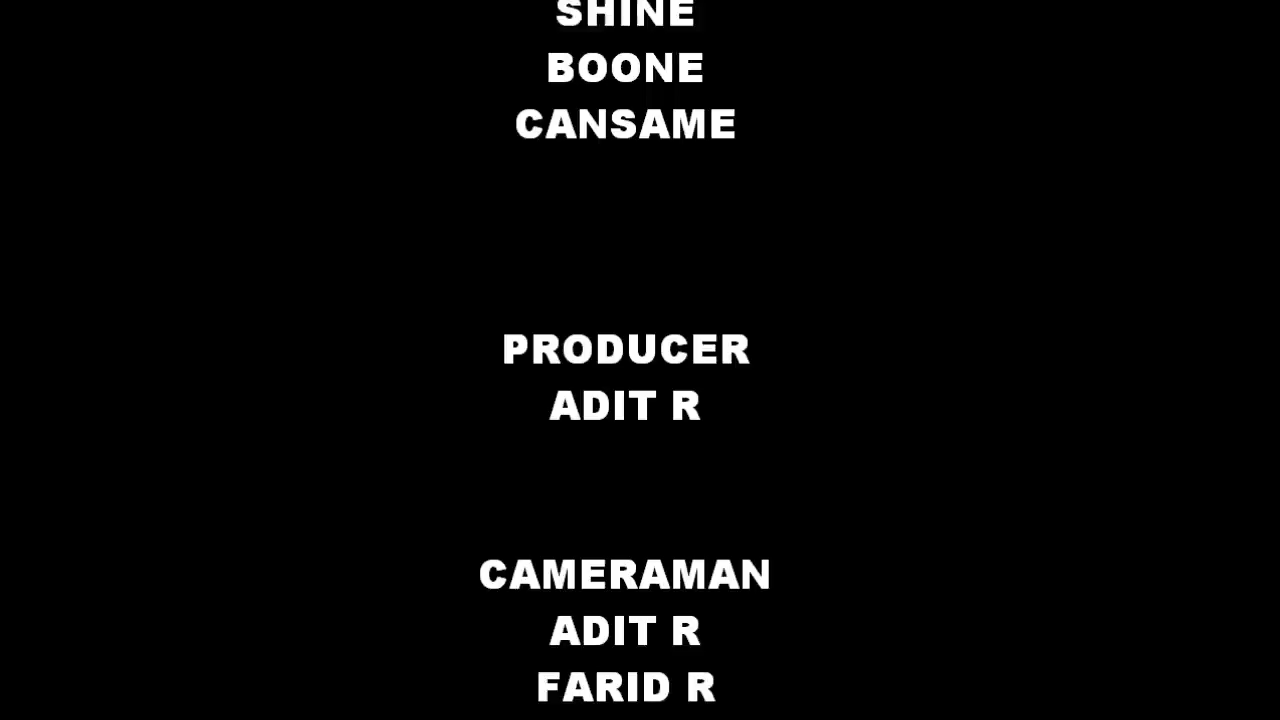 SHINE
BOONE
CANSAME
PRODUCER
ADIT R
CAMERAMAN
ADIT R
FARID R